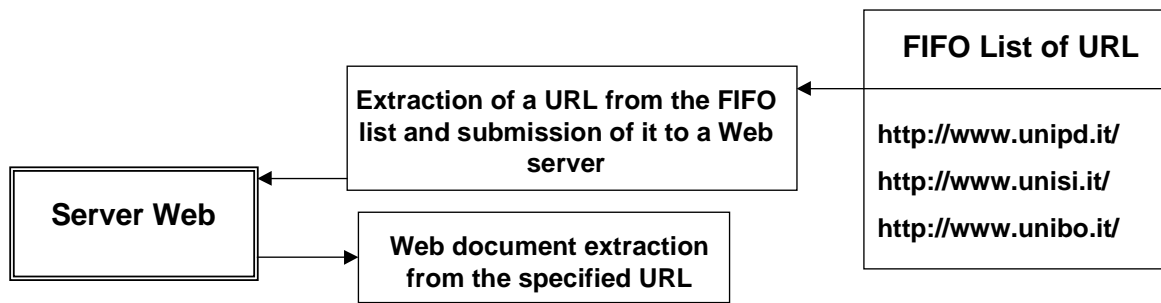 FIFO List of URL
Extraction of a URL from the FIFO
list and submission of it to a Web
server
http://www.unipd.it/
http://www.unisi.it/
http://www.unibo.it/
Server Web
Web document extraction
from the specified URL